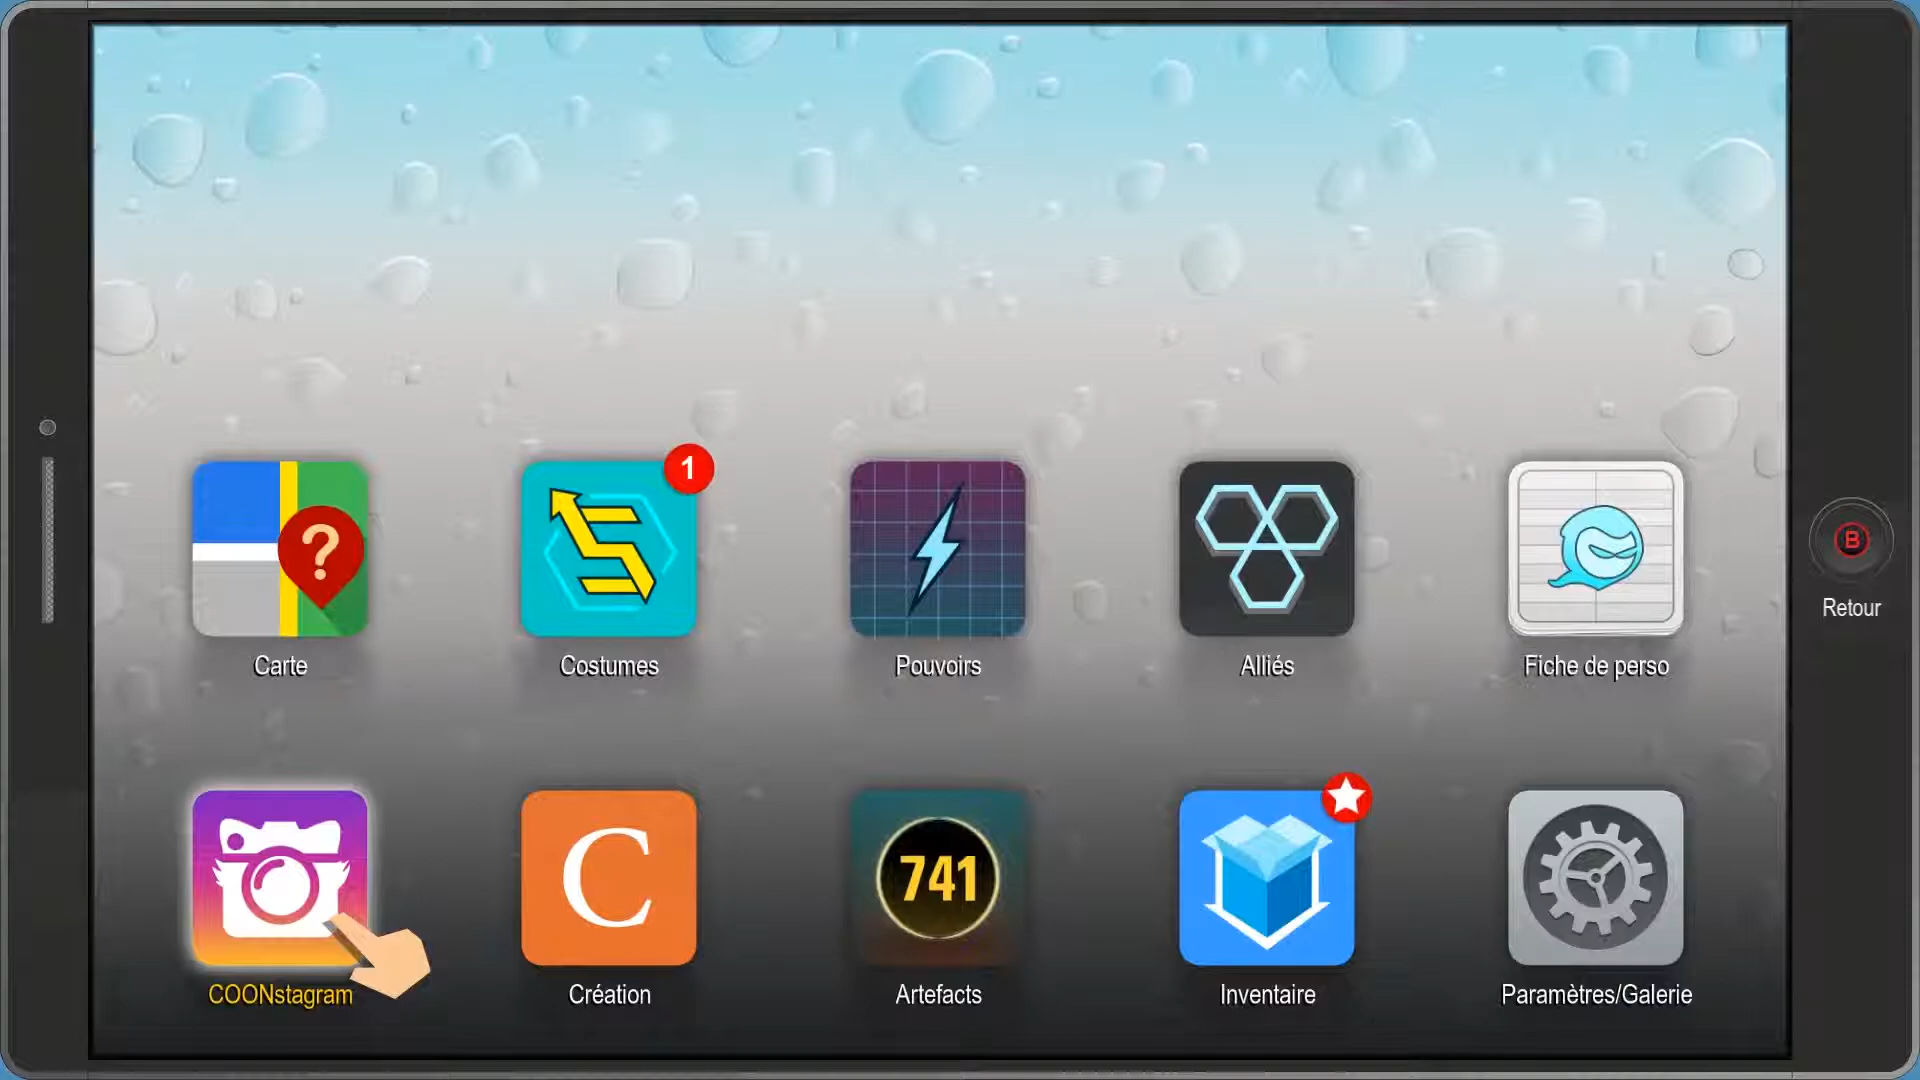 ?
1
Carte
Costumes
Pouvoirs
Alliés
Fiche de perso
B
Retour
C
741
COONstagram
Création
Artefacts
Inventaire
Paramètres/Galerie